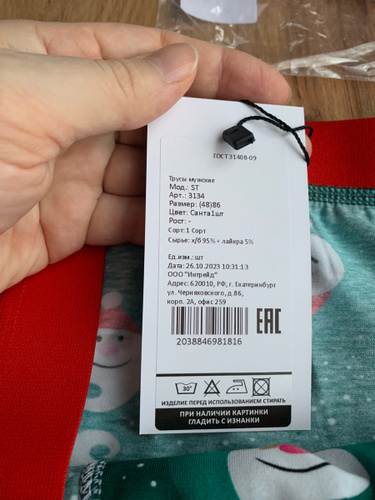 ГОСТ31408-09
Трусы мужские
Мод.: ST
Арт.: 3134
Размер: (48)86
Цвет: Санта1шт
Рост: -
Сорт: 1 Сорт
Сырье: х/б 95% + лайкра 5%
Ед.изм.: шт
Дата: 26.10.2023 10:31:13
ООО "Интрейд"
Адрес: 620010, РФ, г. Екатеринбург
ул. Черняховского, д.86,
корп. 2А, офис 259
EAC
2038846981816
30°
ИЗДЕЛИЕ ПЕРЕД ИСПОЛЬЗОВАНИЕМ СТИРАТЬ
ПРИ НАЛИЧИИ КАРТИНКИ
ГЛАДИТЬ С ИЗНАНКИ